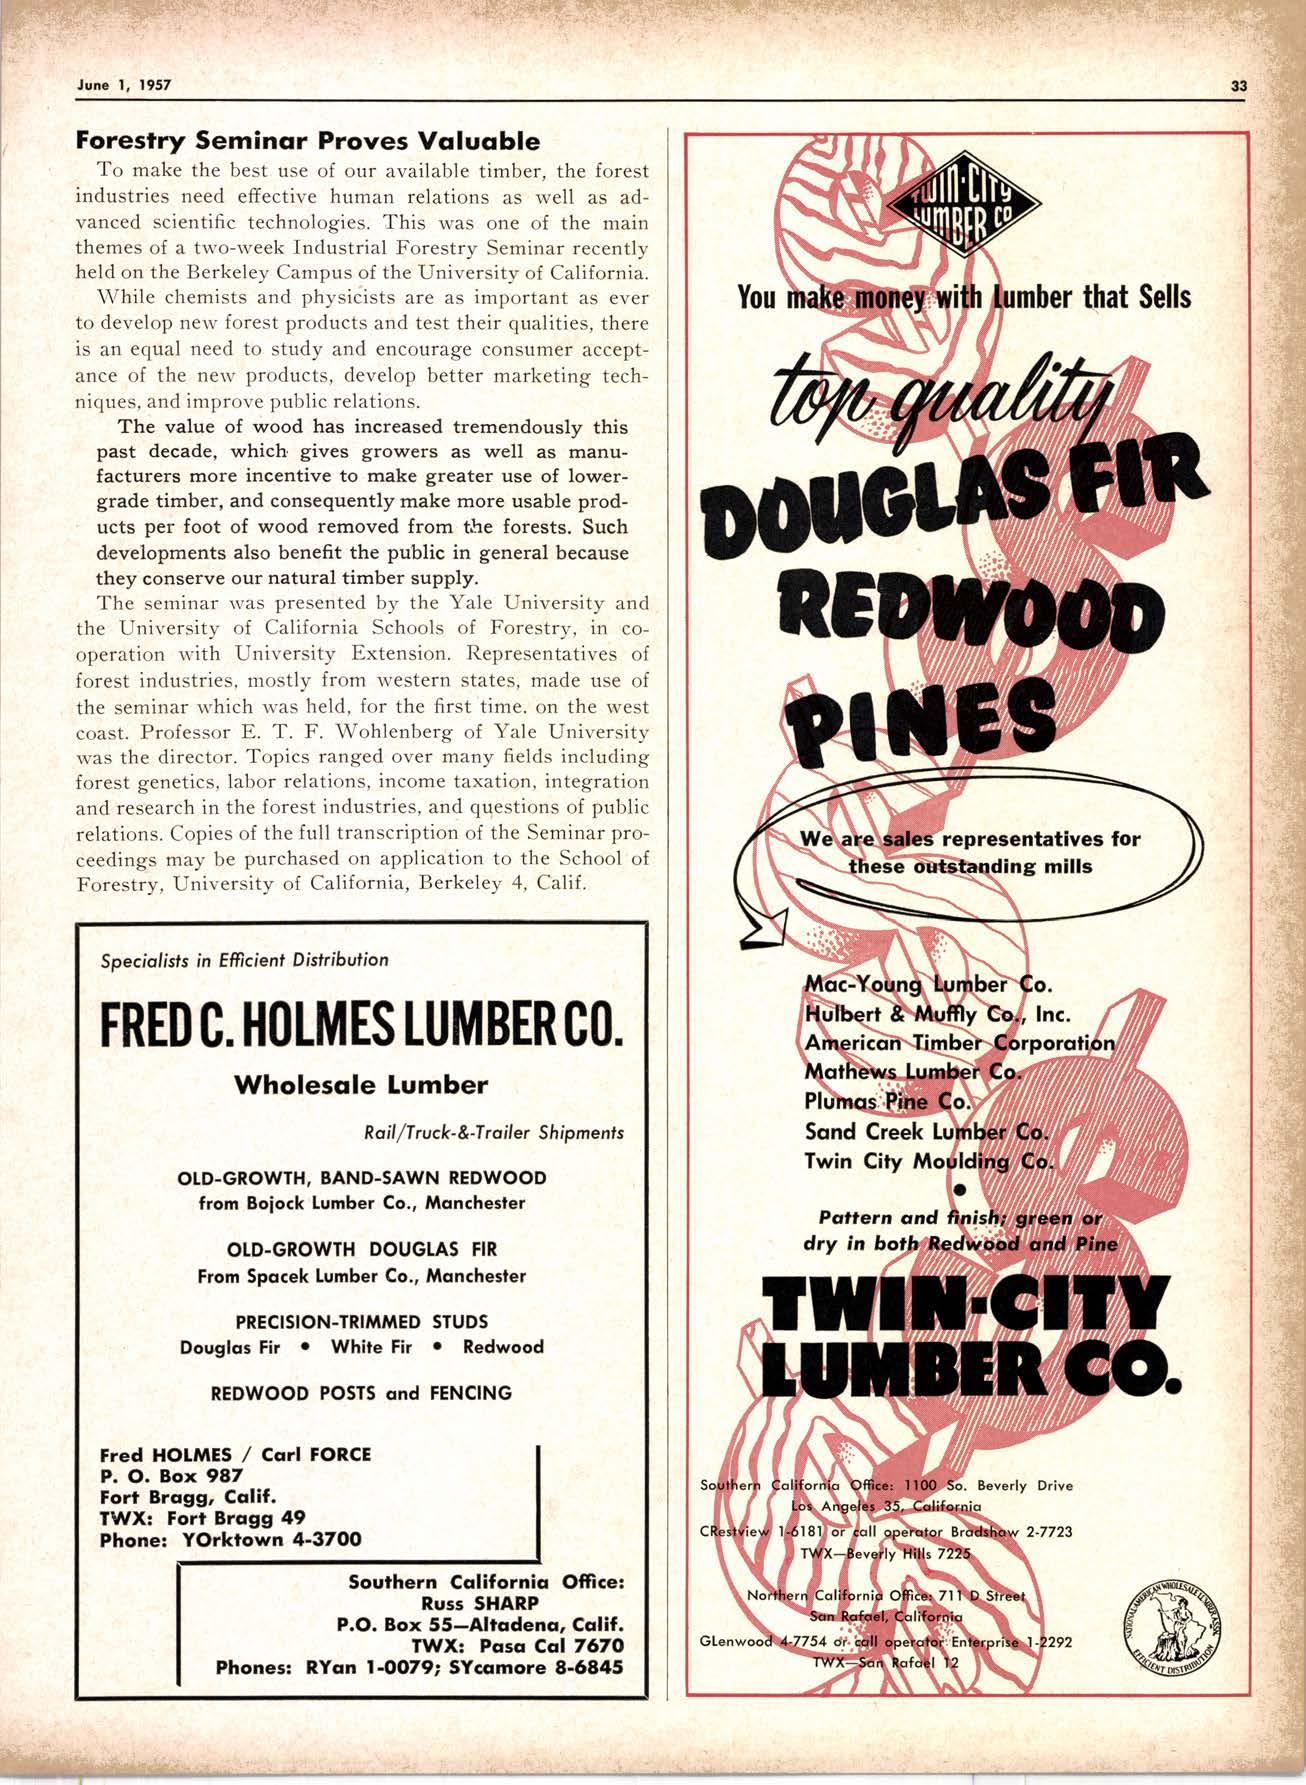 June 1, 1957
33
Forestry Seminar Proves Valuable
To make the best use of our available timber, the forest
industries need effective human relations as well as ad-
vanced scientific technologies. This was one of the main
themes of a two-week Industrial Forestry Seminar recently
held on the Berkeley Campus of the University of California.
While chemists and physicists are as important as ever
to develop new forest products and test their qualities, there
is an equal need to study and encourage consumer accept-
ance of the new products, develop better marketing tech-
niques, and improve public relations.
The value of wood has increased tremendously this
past decade, which gives growers as well as manu-
facturers more incentive to make greater use of lower-
grade timber, and consequently make more usable prod-
ucts per foot of wood removed from the forests. Such
developments also benefit the public in general because
they conserve our natural timber supply.
The seminar was presented by the Yale University and
the University of California Schools of Forestry, in co-
operation with University Extension. Representatives of
forest industries, mostly from western states, made use of
the seminar which was held, for the first time, on the west
coast. Professor E. T. F. Wohlenberg of Yale University
was the director. Topics ranged over many fields including
forest genetics, labor relations, income taxation, integration
and research in the forest industries, and questions of public
relations. Copies of the full transcription of the Seminar pro-
ceedings may be purchased on application to the School of
Forestry, University of California, Berkeley 4, Calif.
Specialists in Efficient Distribution
FRED C. HOLMES LUMBER CO.
Wholesale Lumber
Rail/Truck-&-Trailer Shipments
OLD-GROWTH, BAND-SAWN REDWOOD
from Bojock Lumber Co., Manchester
OLD-GROWTH DOUGLAS FIR
From Spacek Lumber Co., Manchester
PRECISION-TRIMMED STUDS
Douglas Fir • White Fir • Redwood
REDWOOD POSTS and FENCING
Fred HOLMES / Carl FORCE
P. O. Box 987
Fort Bragg, Calif.
TWX: Fort Bragg 49
Phone: YOrktown 4-3700
Southern California Office:
Russ SHARP
P.O. Box 55—Altadena, Calif.
TWX: Pasa Cal 7670
Phones: RYan 1-0079; SYcamore 8-6845
TWIN-CITY
LUMBER CO
You make money with Lumber that Sells
top quality
DOUGLAS FIR
REDWOOD
PINES
We are sales representatives for
these outstanding mills
Mac-Young Lumber Co.
Hulbert & Muffly Co., Inc.
American Timber Corporation
Mathews Lumber Co.
Plumas Pine Co.
Sand Creek Lumber Co.
Twin City Moulding Co.
•
Pattern and finish; green or
dry in both Redwood and Pine
TWIN-CITY
LUMBER CO.
Southern California Office: 1100 So. Beverly Drive
Los Angeles 35, California
CRestview 1-6181 or call operator Bradshaw 2-7723
TWX—Beverly Hills 7225
Northern California Office: 711 D Street
San Rafael, California
GLenwood 4-7754 or call operator Enterprise 1-2292
TWX—San Rafael 12
NATIONAL AMERICAN WHOLESALE LUMBER ASSN.
EFFICIENT DISTRIBUTION